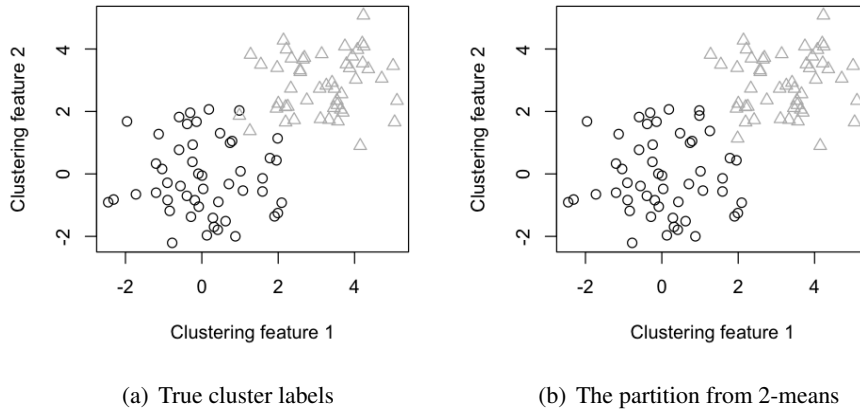 4
2
0
-2
Clustering feature 2
-2 0 2 4
Clustering feature 1
(a) True cluster labels
4
2
0
-2
Clustering feature 2
-2 0 2 4
Clustering feature 1
(b) The partition from 2-means